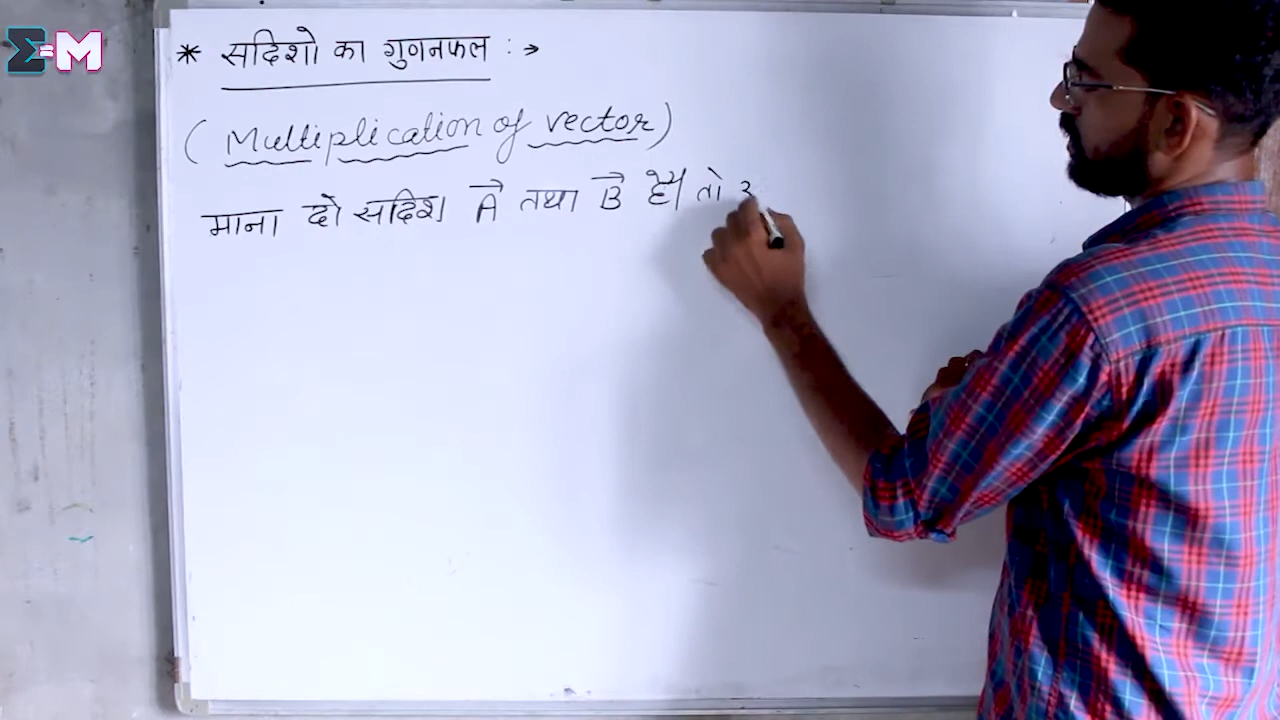 Σ=M
* सदिशो का गुणनफल :→
(Multiplication of vector)
माना दो सदिश A⃗ तथा B⃗ है। तो